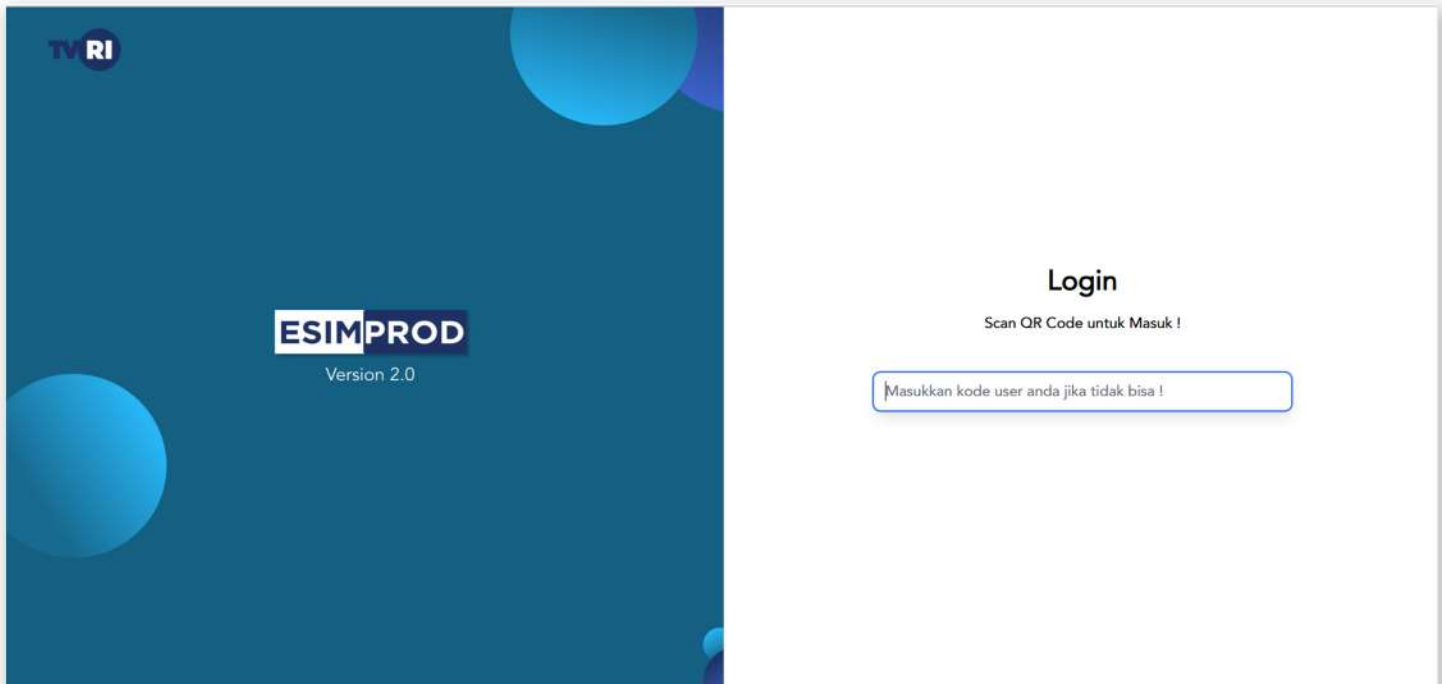 TVRI
ESIMPROD
Version 2.0
Login
Scan QR Code untuk Masuk !
Masukkan kode user anda jika tidak bisa !